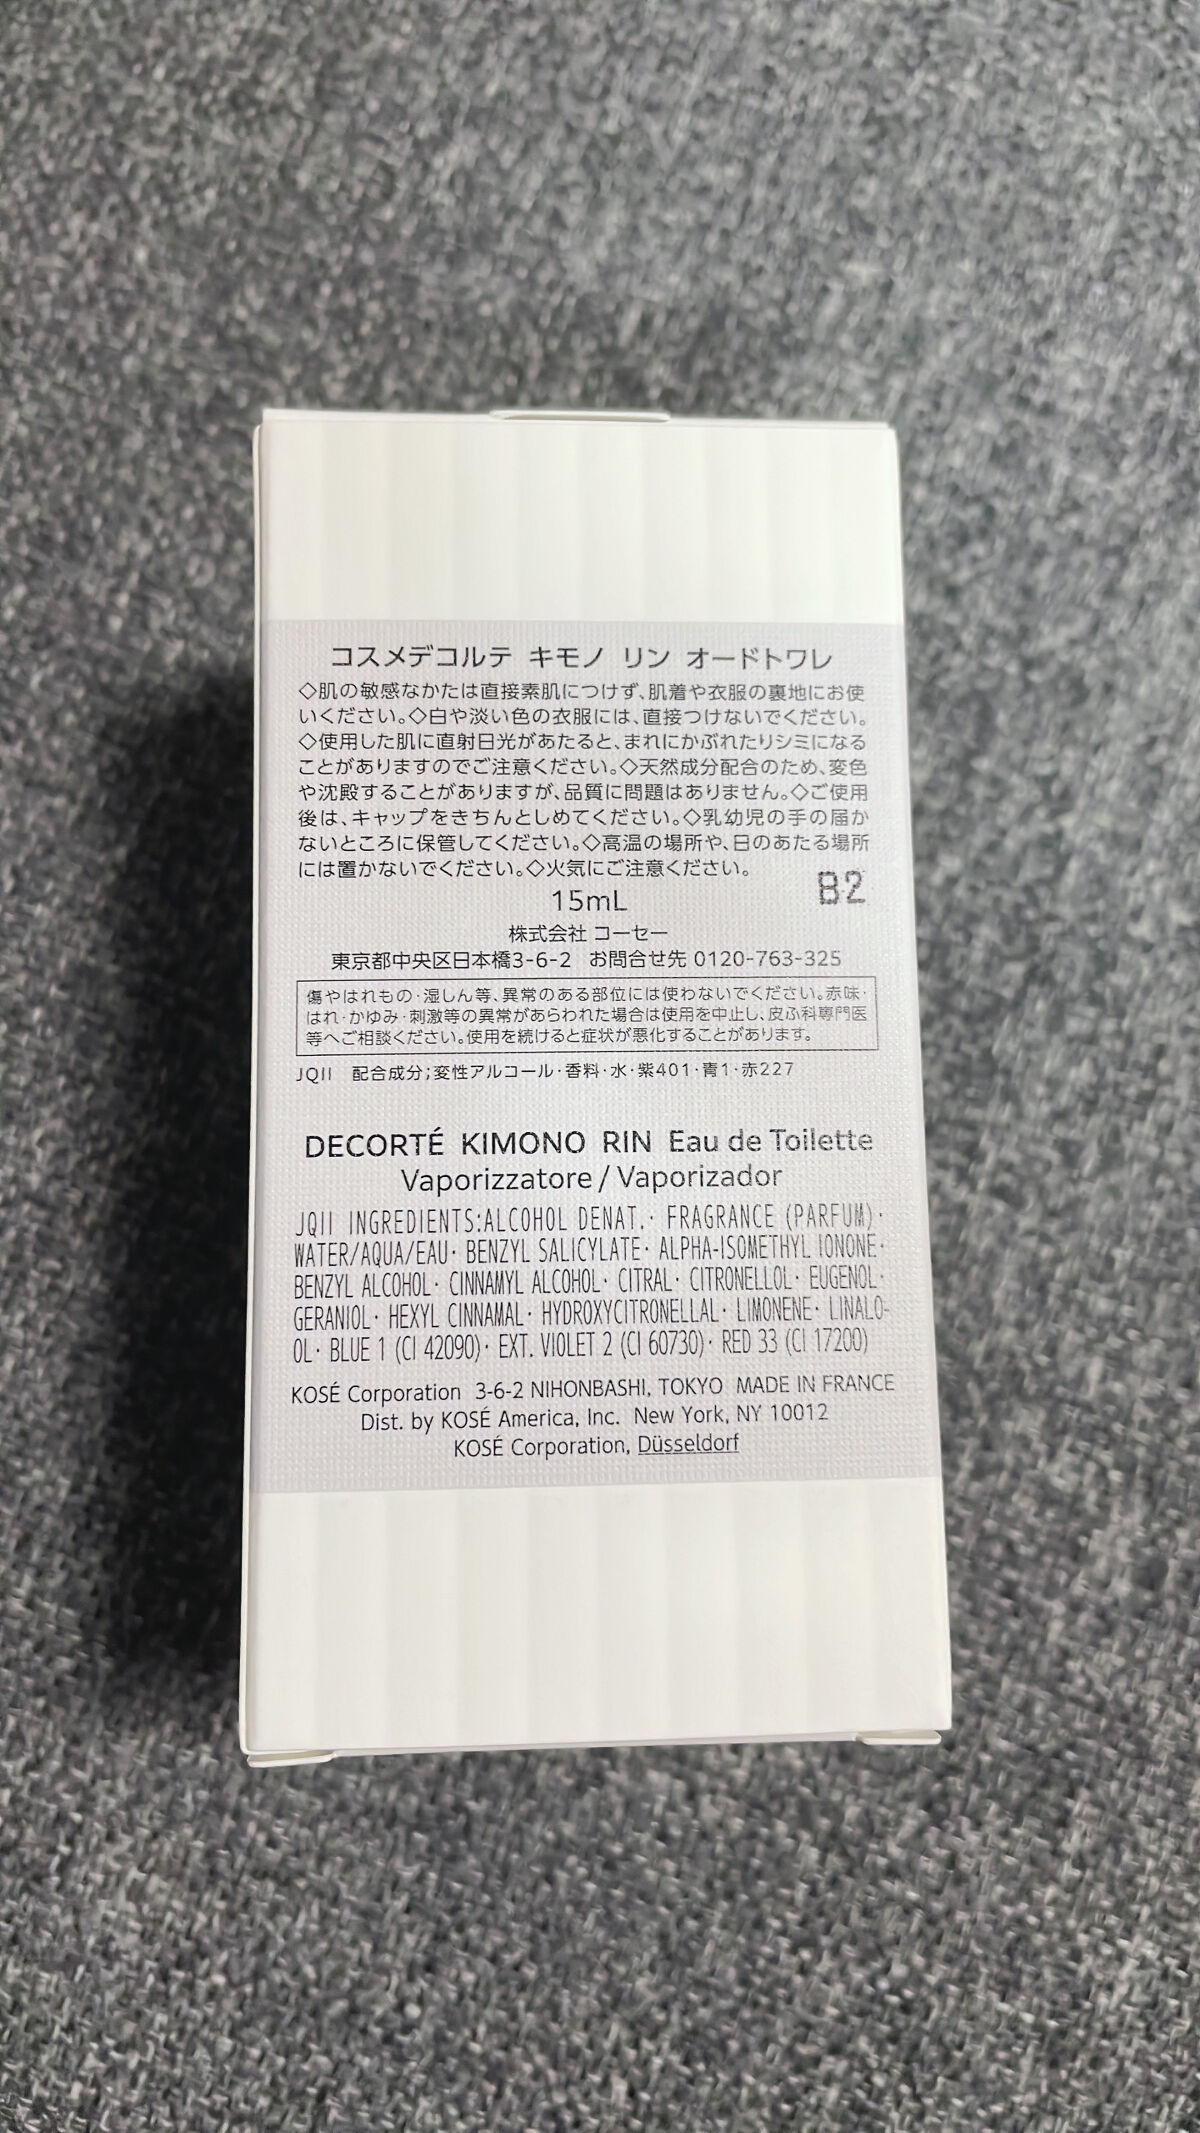 コスメデコルテ キモノ リン オードトワレ
◇肌の敏感なかたは直接素肌につけず、肌着や衣服の裏地にお使
いください。◇白や淡い色の衣服には、直接つけないでください。
◇使用した肌に直射日光があたると、まれにかぶれたりシミになる
ことがありますのでご注意ください。◇天然成分配合のため、変色
や沈殿することがありますが、品質に問題はありません。◇ご使用
後は、キャップをきちんとしめてください。◇乳幼児の手の届か
ないところに保管してください。◇高温の場所や、日のあたる場所
には置かないでください。◇火気にご注意ください。
B2
15mL
株式会社 コーセー
東京都中央区日本橋3-6-2 お問合せ先 0120-763-325
傷やはれもの・湿しん等、異常のある部位には使わないでください。赤味・
はれ・かゆみ・刺激等の異常があらわれた場合は使用を中止し、皮ふ科専門医
等へご相談ください。使用を続けると症状が悪化することがあります。
JQII 配合成分;変性アルコール・香料・水・紫401・青1・赤227
DECORTÉ KIMONO RIN Eau de Toilette
Vaporizzatore / Vaporizador
JQII INGREDIENTS:ALCOHOL DENAT.・ FRAGRANCE (PARFUM)・
WATER/AQUA/EAU・ BENZYL SALICYLATE・ ALPHA-ISOMETHYL IONONE・
BENZYL ALCOHOL・ CINNAMYL ALCOHOL・ CITRAL・ CITRONELLOL・ EUGENOL・
GERANIOL・ HEXYL CINNAMAL・ HYDROXYCITRONELLAL・ LIMONENE・ LINALO-
OL・ BLUE 1 (CI 42090)・ EXT. VIOLET 2 (CI 60730)・ RED 33 (CI 17200)
KOSÉ Corporation 3-6-2 NIHONBASHI, TOKYO MADE IN FRANCE
Dist. by KOSÉ America, Inc. New York, NY 10012
KOSÉ Corporation, Düsseldorf